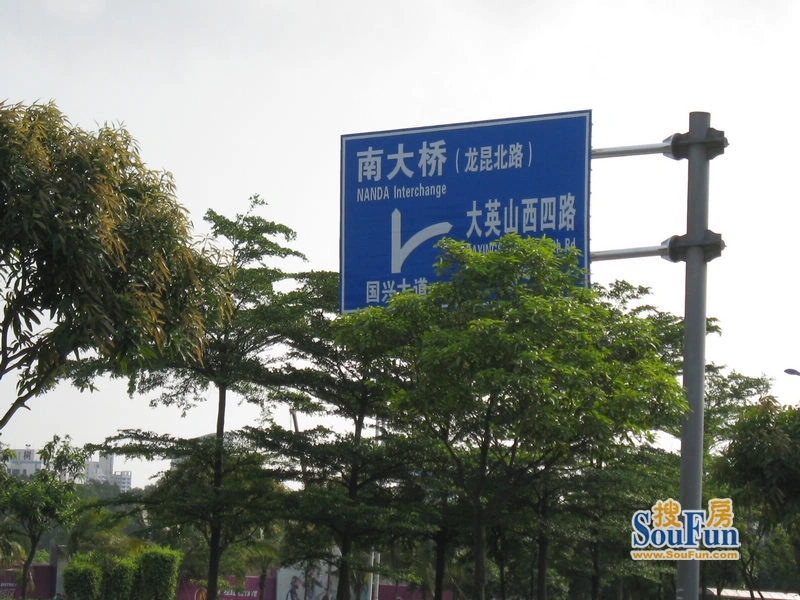 南大桥（龙昆北路）
NANDA Interchange
大英山西四路
国兴大道
搜房
SouFun
www.SouFun.com